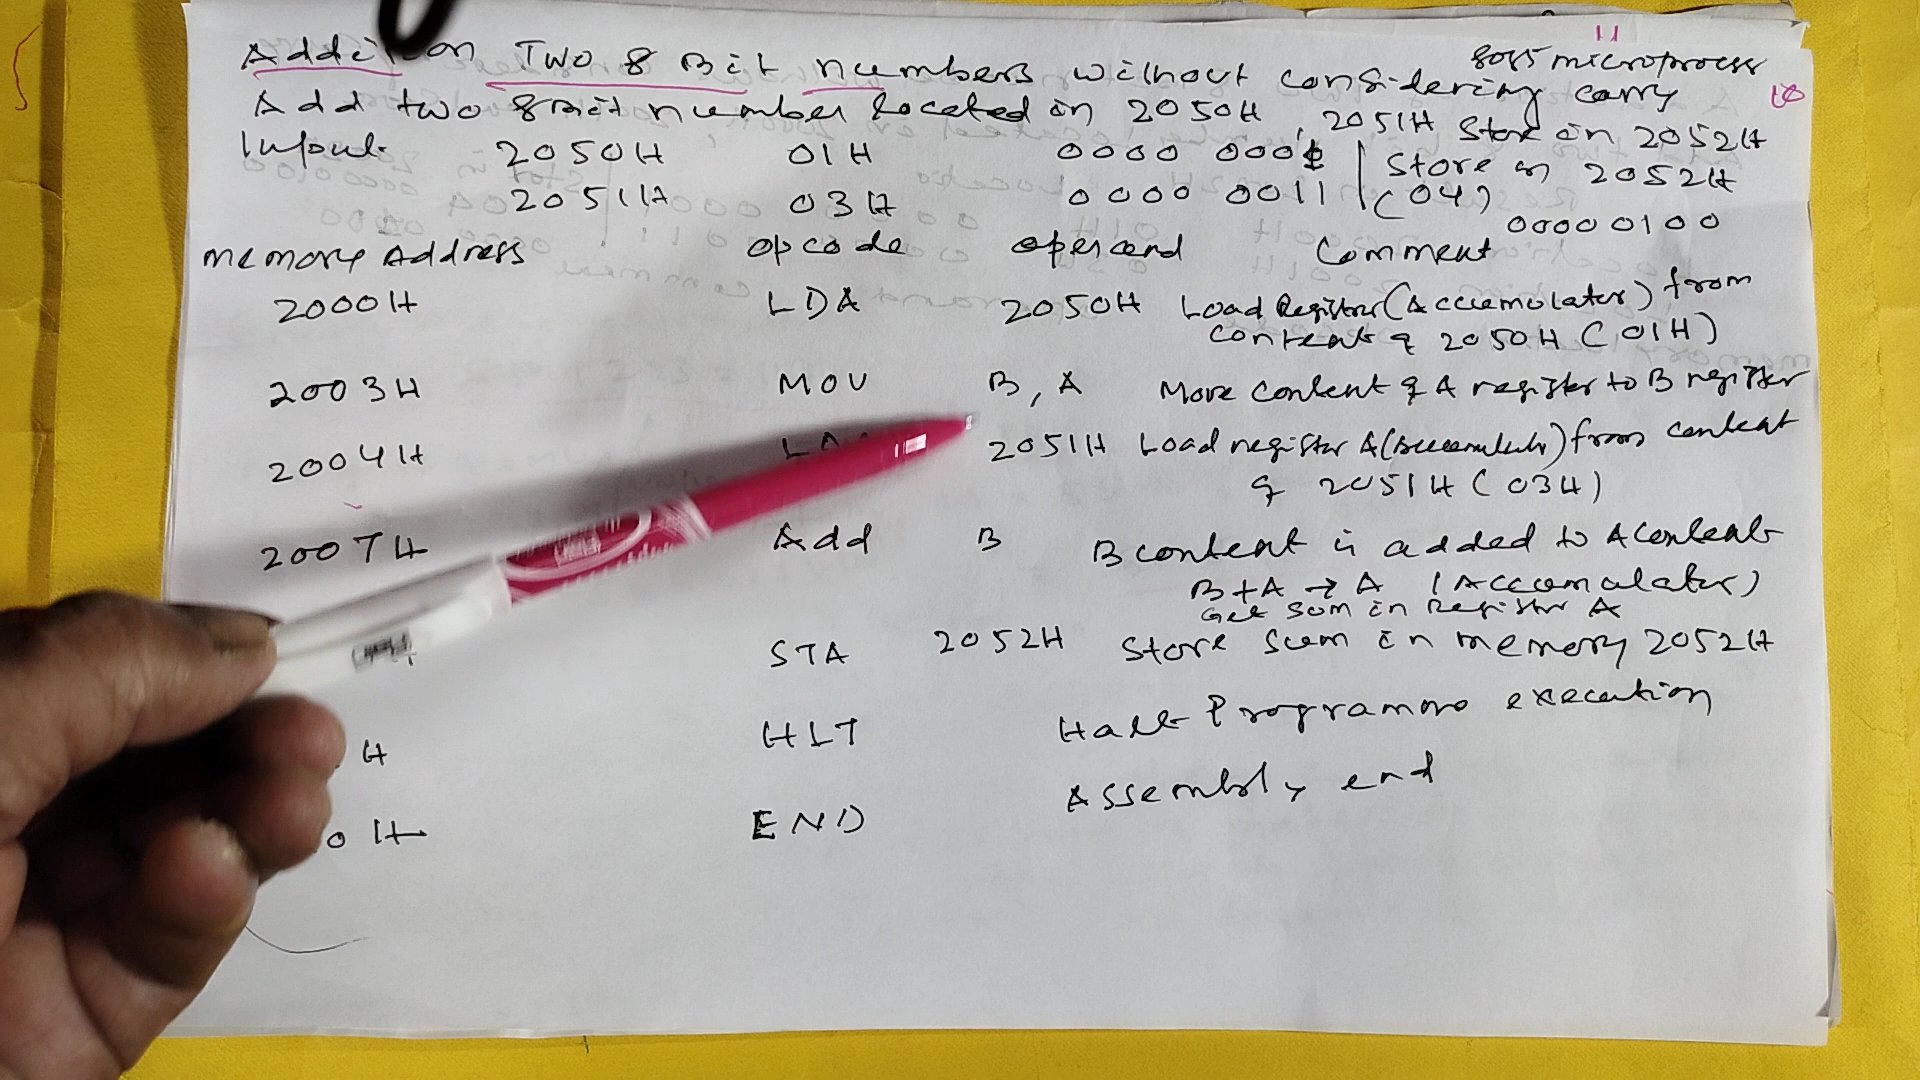 Addition Two 8 Bit numbers without considering carry
8085 microprocess
Add two 8 Bit number located in 2050H, 2051H Store in 2052H
Input 2050H 01H 0000 0001 Store in 2052H
2051H 03H 0000 0011 (04)
00000100
Memory Address opcode operand Comment
2000H LDA 2050H Load Register (Accumulator) from
content of 2050H (01H)
2003H MOV B, A Move content of A register to B register
2004H 2051H Load register A (Accumulator) from content
of 2051H (03H)
2007H Add B B content is added to A content
B+A → A (Accumulator)
Get Sum in Register A
STA 2052H Store sum in memory 2052H
H HLT Halt Programm execution
0H END Assembly end